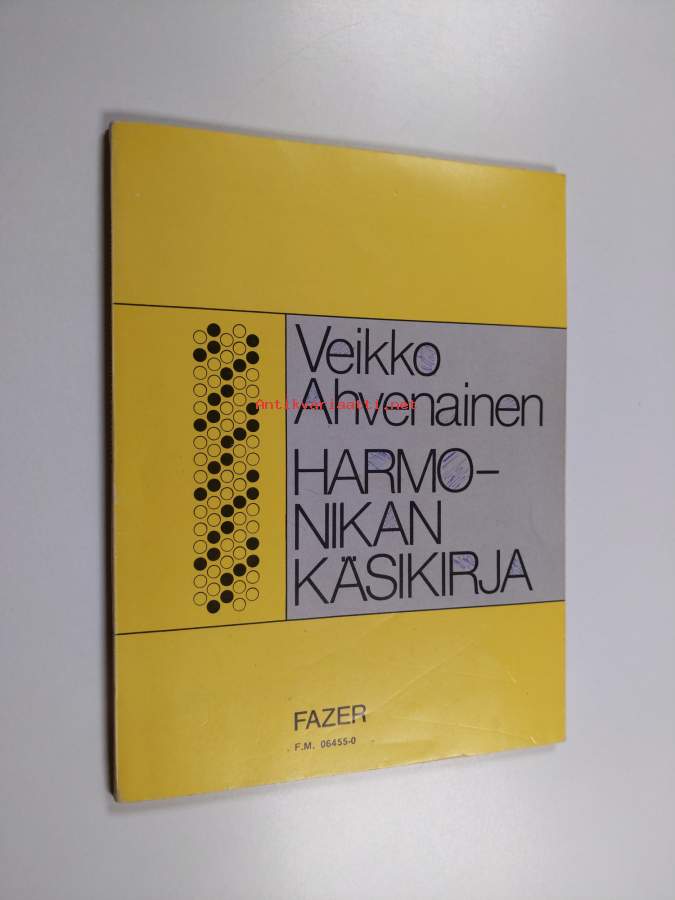 Veikko
Ahvenainen
Antikvariaatti.net
HARMO-
NIKAN
KÄSIKIRJA
FAZER
F.M. 06455-0